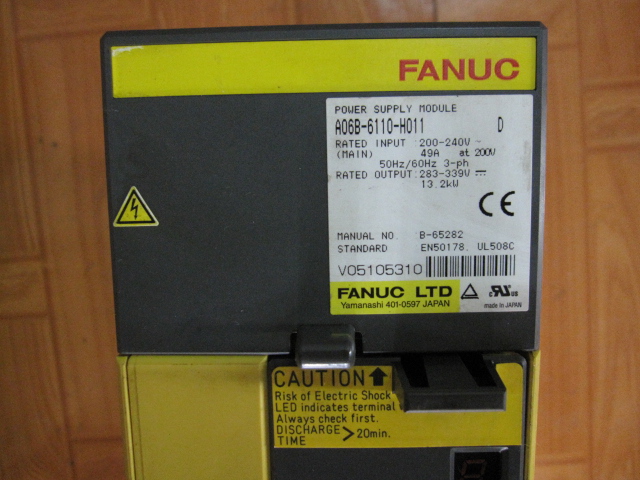 FANUC
POWER SUPPLY MODULE
A06B-6110-H011 D
RATED INPUT :200-240V ~
(MAIN) 49A at 200V
50Hz/60Hz 3-ph
RATED OUTPUT:283-339V ⎓
13.2kW
CE
MANUAL NO. B-65282
STANDARD EN50178. UL508C
V05105310
FANUC LTD
Yamanashi 401-0597 JAPAN
c US
made in JAPAN
CAUTION
Risk of Electric Shock
LED indicates terminal
Always check first.
DISCHARGE
TIME >20min.